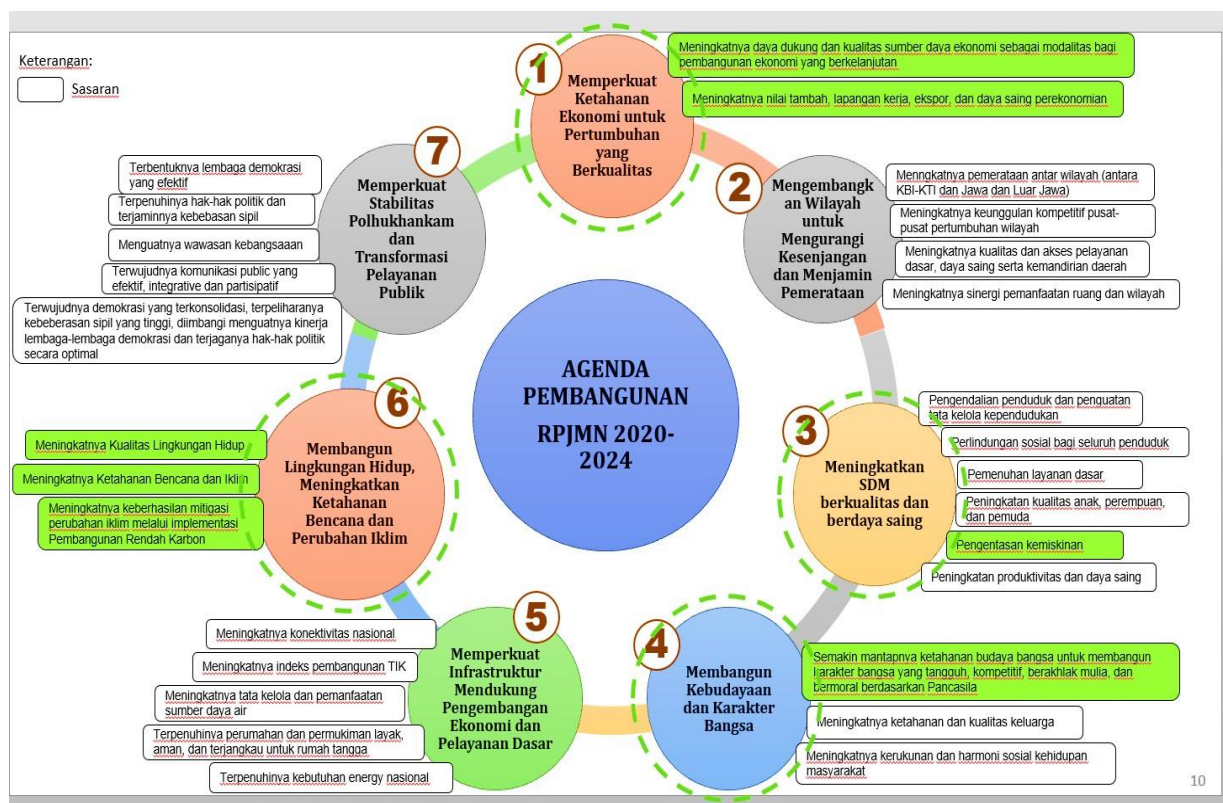 Keterangan:
Sasaran
AGENDA
PEMBANGUNAN
RPJMN 2020-
2024
1
Memperkuat
Ketahanan
Ekonomi untuk
Pertumbuhan
yang
Berkualitas
Meningkatnya daya dukung dan kualitas sumber daya ekonomi sebagai modalitas bagi
pembangunan ekonomi yang berkelanjutan
Meningkatnya nilai tambah, lapangan kerja, ekspor, dan daya saing perekonomian
2
Mengembangk
an Wilayah
untuk
Mengurangi
Kesenjangan
dan Menjamin
Pemerataan
Menngkatnya pemerataan antar wilayah (antara
KBI-KTI dan Jawa dan Luar Jawa)
Meningkatnya keunggulan kompetitif pusat-
pusat pertumbuhan wilayah
Meningkatnya kualitas dan akses pelayanan
dasar, daya saing serta kemandirian daerah
Meningkatnya sinergi pemanfaatan ruang dan wilayah
3
Meningkatkan
SDM
berkualitas dan
berdaya saing
Pengendalian penduduk dan penguatan
tata kelola kependudukan
Perlindungan sosial bagi seluruh penduduk
Pemenuhan layanan dasar
Peningkatan kualitas anak, perempuan,
dan pemuda
Pengentasan kemiskinan
Peningkatan produktivitas dan daya saing
4
Membangun
Kebudayaan
dan Karakter
Bangsa
Semakin mantapnya ketahanan budaya bangsa untuk membangun
karakter bangsa yang tangguh, kompetitif, berakhlak mulia, dan
bermoral berdasarkan Pancasila
Meningkatnya ketahanan dan kualitas keluarga
Meningkatnya kerukunan dan harmoni sosial kehidupan
masyarakat
5
Memperkuat
Infrastruktur
Mendukung
Pengembangan
Ekonomi dan
Pelayanan Dasar
Meningkatnya konektivitas nasional
Meningkatnya indeks pembangunan TIK
Meningkatnya tata kelola dan pemanfaatan
sumber daya air
Terpenuhinya perumahan dan permukiman layak,
aman, dan terjangkau untuk rumah tangga
Terpenuhinya kebutuhan energy nasional
6
Membangun
Lingkungan Hidup,
Meningkatkan
Ketahanan
Bencana dan
Perubahan Iklim
Meningkatnya Kualitas Lingkungan Hidup
Meningkatnya Ketahanan Bencana dan Iklim
Meningkatnya keberhasilan mitigasi
perubahan iklim melalui implementasi
Pembangunan Rendah Karbon
7
Memperkuat
Stabilitas
Polhukhankam
dan
Transformasi
Pelayanan
Publik
Terbentuknya lembaga demokrasi
yang efektif
Terpenuhinya hak-hak politik dan
terjaminnya kebebasan sipil
Menguatnya wawasan kebangsaaan
Terwujudnya komunikasi public yang
efektif, integrative dan partisipatif
Terwujudnya demokrasi yang terkonsolidasi, terpeliharanya
kebeberasan sipil yang tinggi, diimbangi menguatnya kinerja
lembaga-lembaga demokrasi dan terjaganya hak-hak politik
secara optimal
10